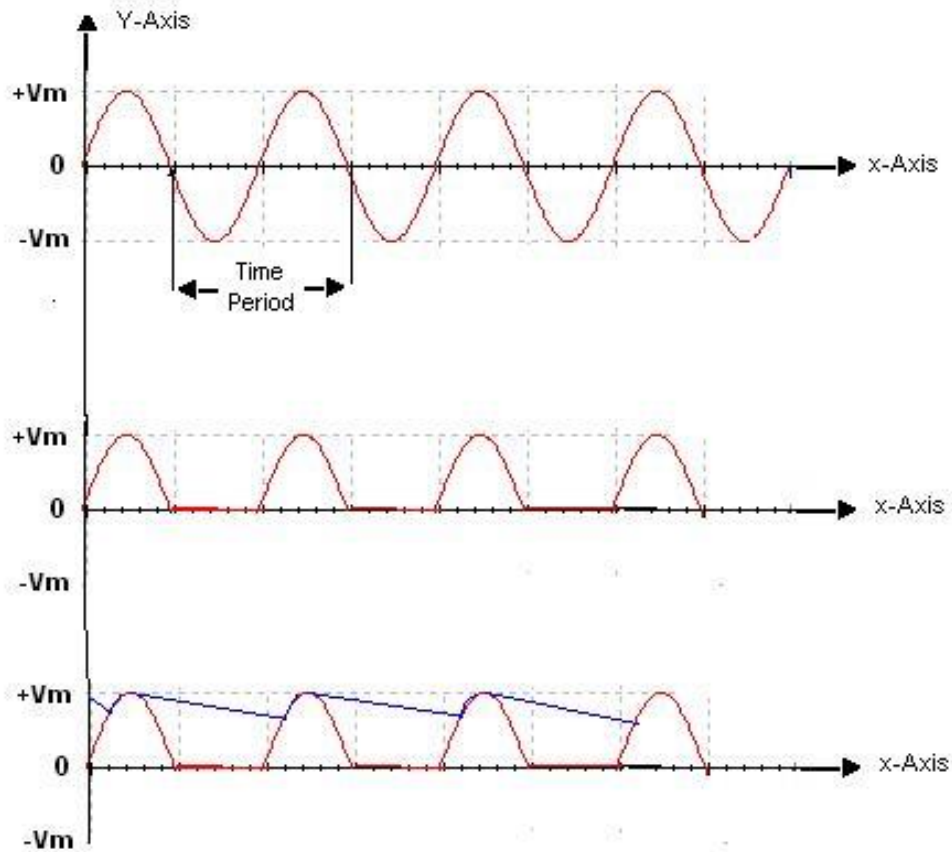 Y-Axis
+Vm
0
x-Axis
-Vm
Time
Period
+Vm
0
x-Axis
-Vm
+Vm
0
x-Axis
-Vm